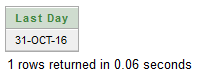 Last Day
31-OCT-16
1 rows returned in 0.06 seconds